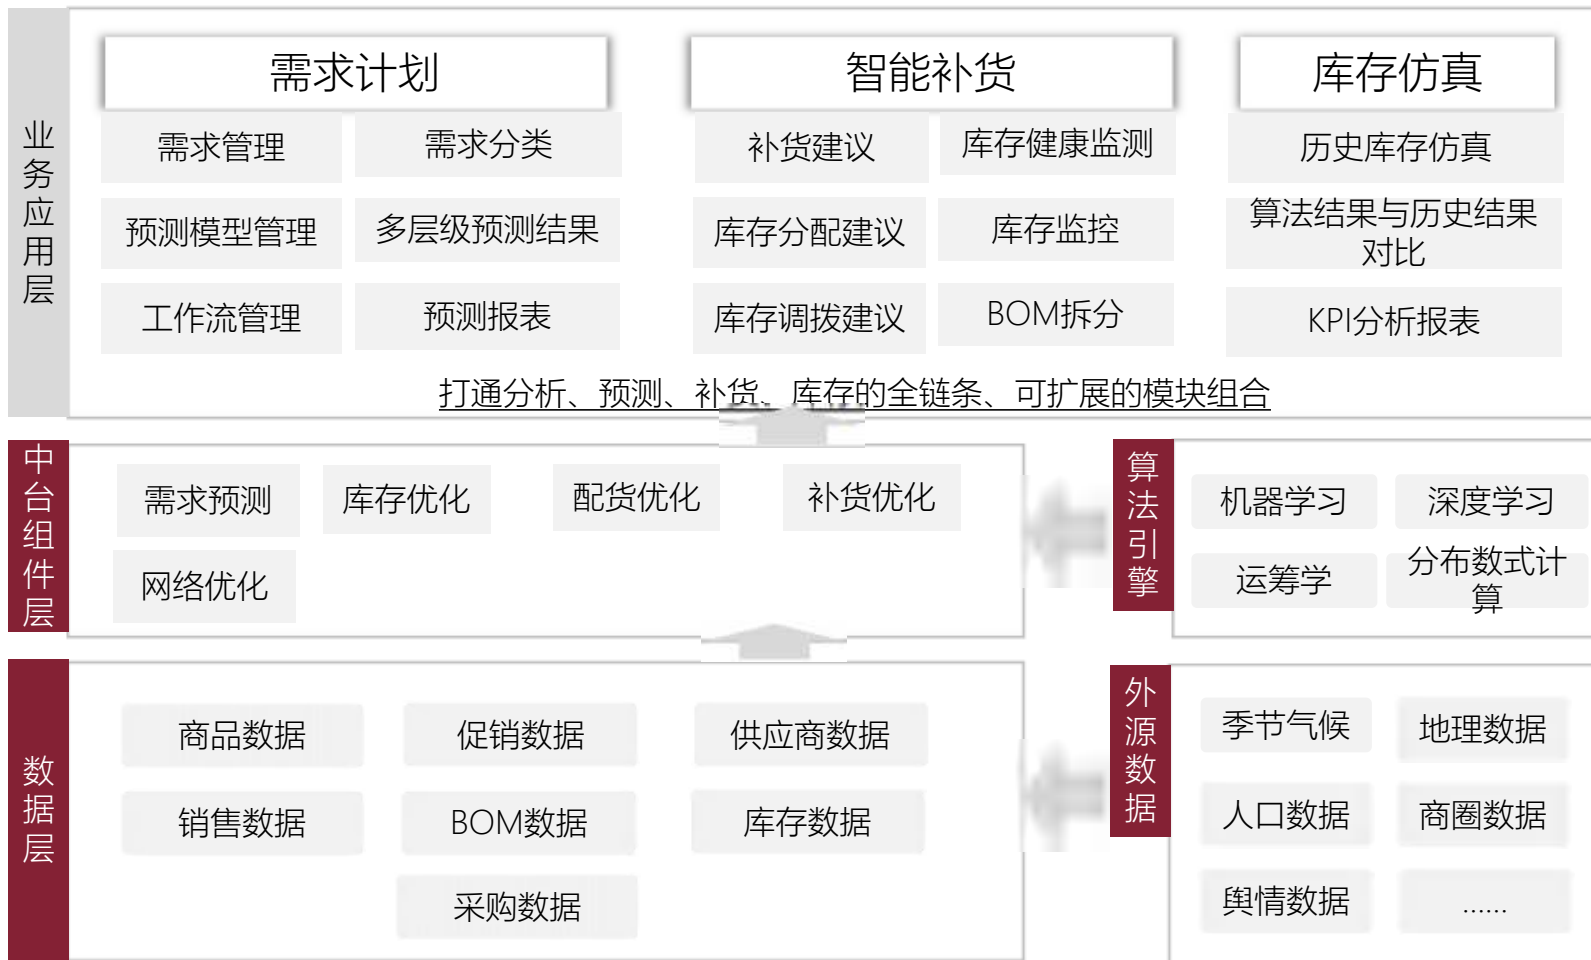 业务应用层
需求计划
智能补货
库存仿真
需求管理
需求分类
补货建议
库存健康监测
历史库存仿真
预测模型管理
多层级预测结果
库存分配建议
库存监控
算法结果与历史结果
对比
工作流管理
预测报表
库存调拨建议
BOM拆分
KPI分析报表
打通分析、预测、补货、库存的全链条、可扩展的模块组合
中台组件层
需求预测
库存优化
配货优化
补货优化
网络优化
算法引擎
机器学习
深度学习
运筹学
分布数式计
算
数据层
商品数据
促销数据
供应商数据
销售数据
BOM数据
库存数据
采购数据
外源数据
季节气候
地理数据
人口数据
商圈数据
舆情数据
......